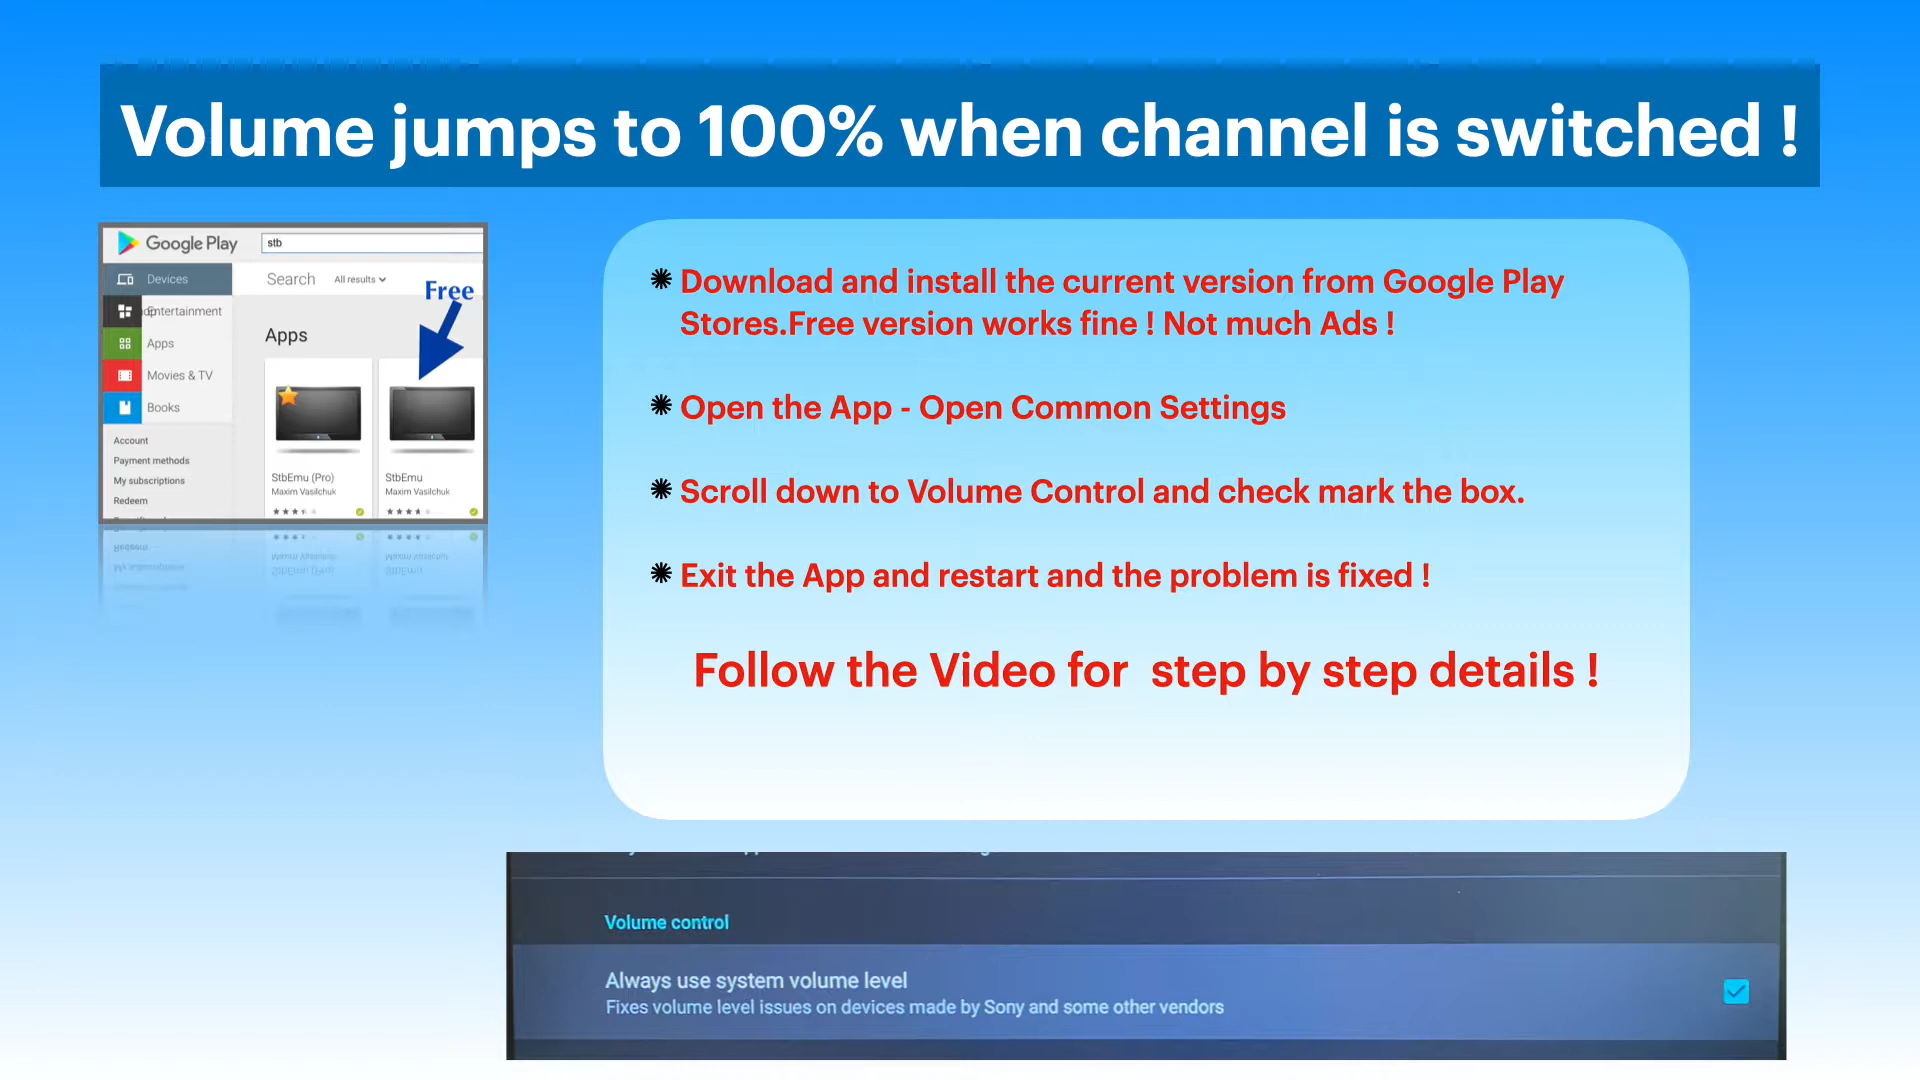 Volume jumps to 100% when channel is switched !
Google Play
stb
Devices
Search
All results
Free
Entertainment
Apps
Apps
Movies & TV
Books
Account
Payment methods
My subscriptions
Redeem
StbEmu (Pro)
Maxim Vasilchuk
StbEmu
Maxim Vasilchuk
Download and install the current version from Google Play
Stores.Free version works fine ! Not much Ads !
Open the App - Open Common Settings
Scroll down to Volume Control and check mark the box.
Exit the App and restart and the problem is fixed !
Follow the Video for step by step details !
Volume control
Always use system volume level
Fixes volume level issues on devices made by Sony and some other vendors